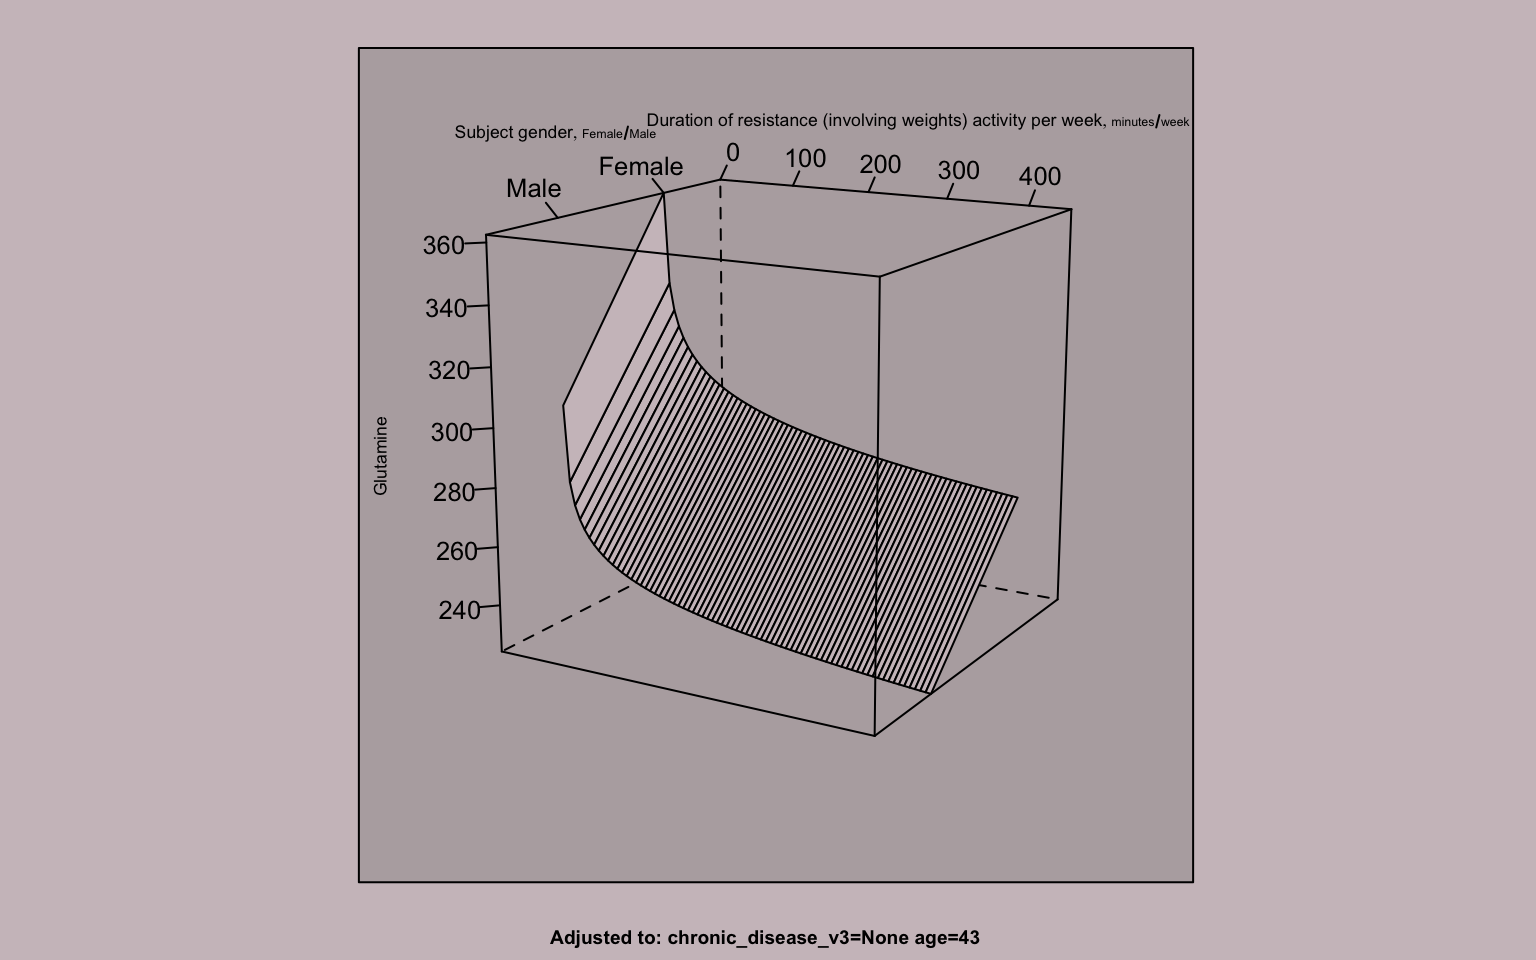 Duration of resistance (involving weights) activity per week, minutes/week
Subject gender, Female/Male
0
100
200
300
400
Female
Male
360
340
320
300
280
260
240
Glutamine
Adjusted to: chronic_disease_v3=None age=43